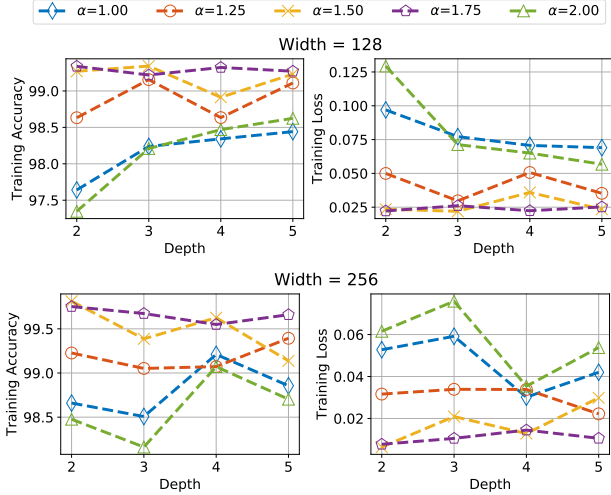 α=1.00 α=1.25 α=1.50 α=1.75 α=2.00
Width = 128
Training Accuracy
99.0
98.5
98.0
97.5
2 3 4 5
Depth
Training Loss
0.125
0.100
0.075
0.050
0.025
2 3 4 5
Depth
Width = 256
Training Accuracy
99.5
99.0
98.5
2 3 4 5
Depth
Training Loss
0.06
0.04
0.02
2 3 4 5
Depth